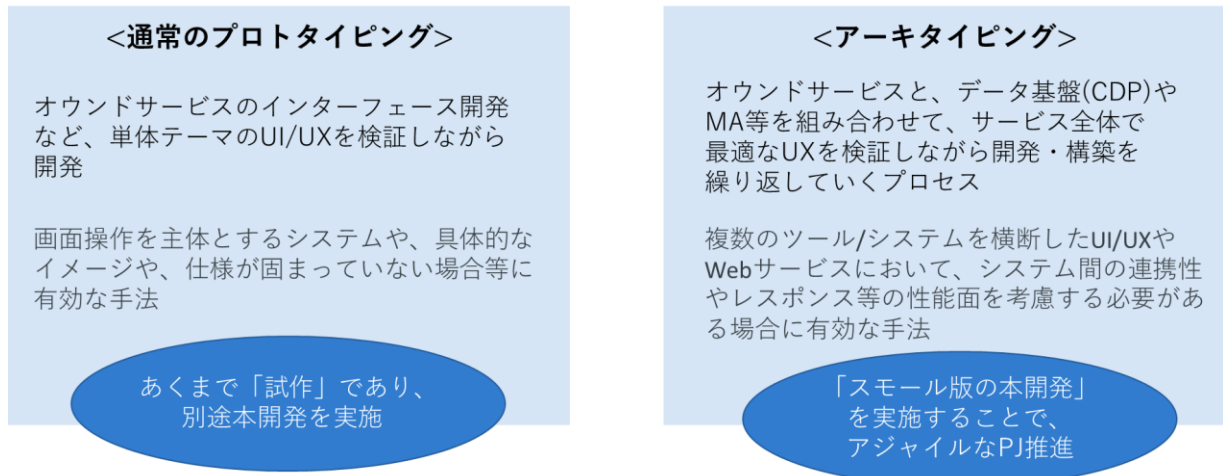 <通常のプロトタイピング>
オウンドサービスのインターフェース開発
など、単体テーマのUI/UXを検証しながら
開発
画面操作を主体とするシステムや、具体的な
イメージや、仕様が固まっていない場合等に
有効な手法
あくまで「試作」であり、
別途本開発を実施
<アーキタイピング>
オウンドサービスと、データ基盤(CDP)や
MA等を組み合わせて、サービス全体で
最適なUXを検証しながら開発・構築を
繰り返していくプロセス
複数のツール/システムを横断したUI/UXや
Webサービスにおいて、システム間の連携性
やレスポンス等の性能面を考慮する必要があ
る場合に有効な手法
「スモール版の本開発」
を実施することで、
アジャイルなPJ推進